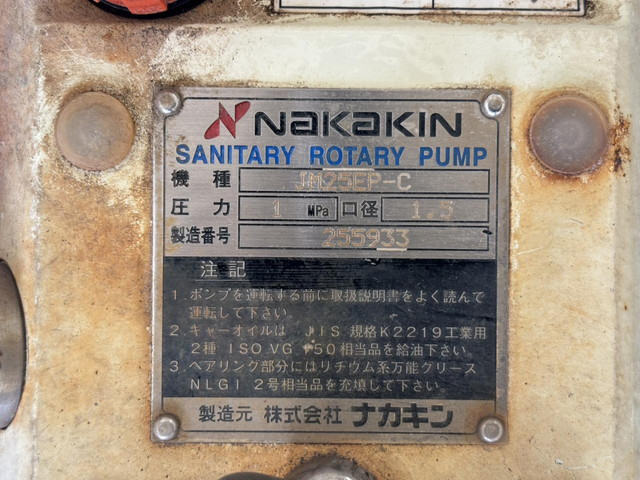 NAKAKIN
SANITARY ROTARY PUMP
機種 JM25EP-C
圧力 1 MPa 口径 1.5
製造番号 255933
注記
1. ポンプを運転する前に取扱説明書をよく読んで
運転して下さい。
2. ギヤーオイルは JIS 規格K2219工業用
2種 ISO VG 150相当品を給油下さい。
3. ベアリング部分にはリチウム系万能グリース
NLGI 2号相当品を充填して下さい。
製造元 株式会社 ナカキン